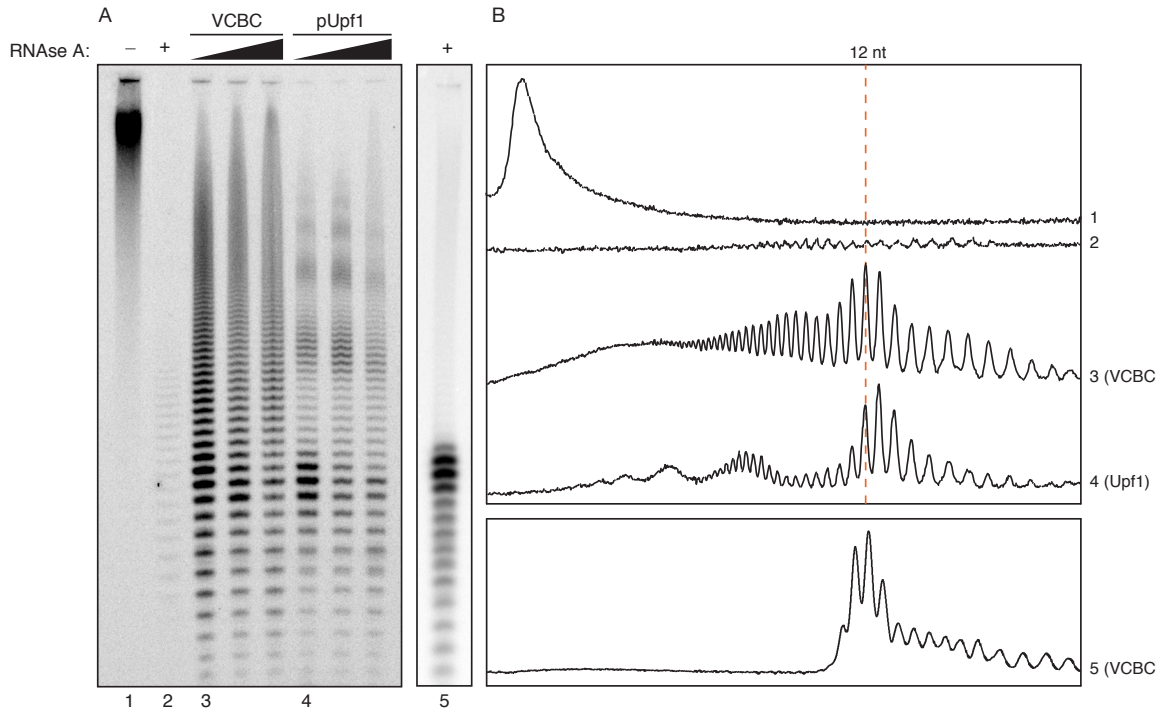 A
B
VCBC pUpf1
RNAse A: – + +
12 nt
1
2
3 (VCBC
4 (Upf1)
5 (VCBC
1 2 3 4 5